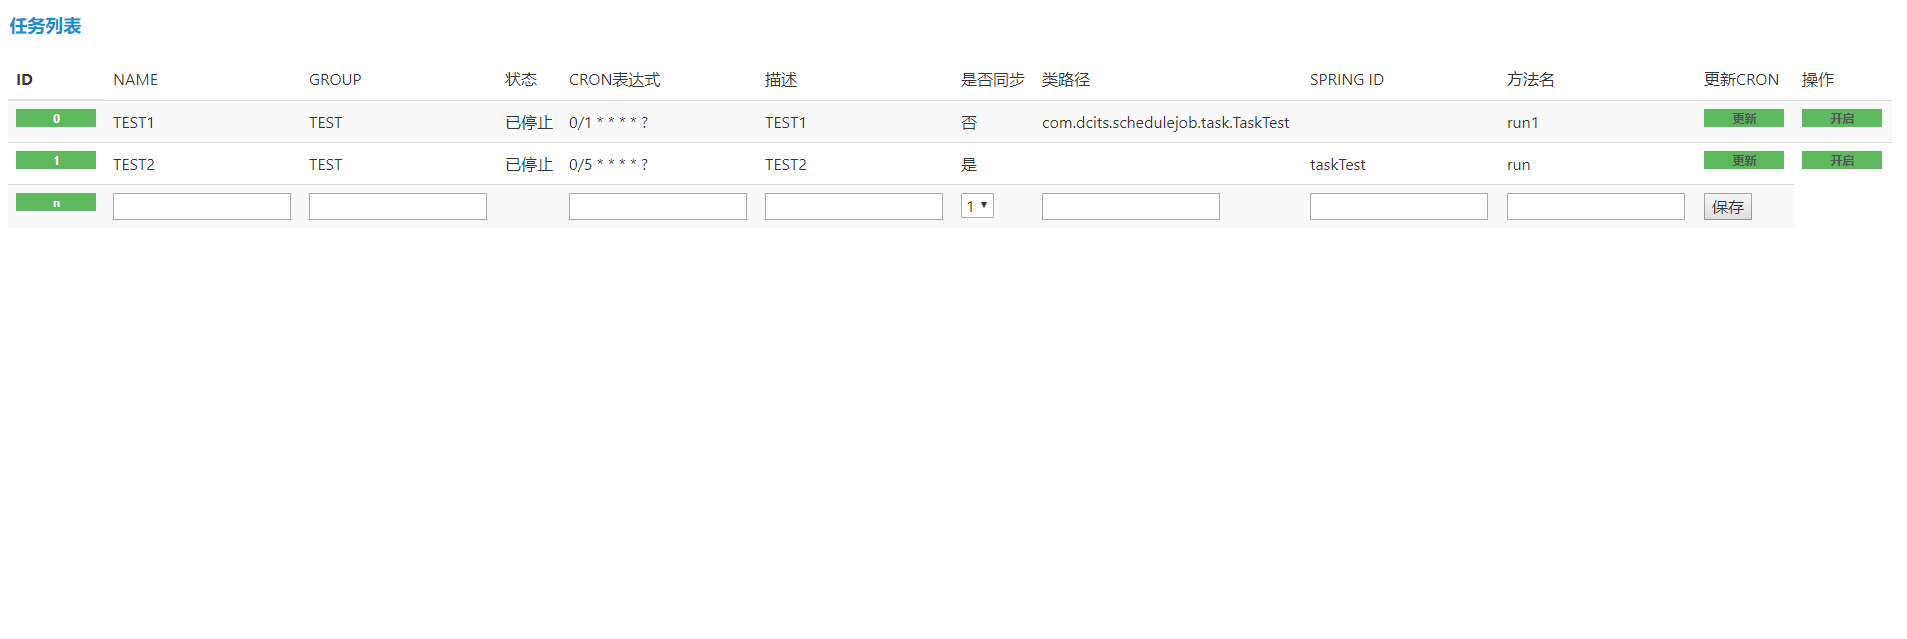 任务列表
ID NAME GROUP 状态 CRON表达式 描述 是否同步 类路径 SPRING ID 方法名 更新CRON 操作
0 TEST1 TEST 已停止 0/1 * * * * ? TEST1 否 com.dcits.schedulejob.task.TaskTest run1 更新 开启
1 TEST2 TEST 已停止 0/5 * * * * ? TEST2 是 taskTest run 更新 开启
n 1 保存